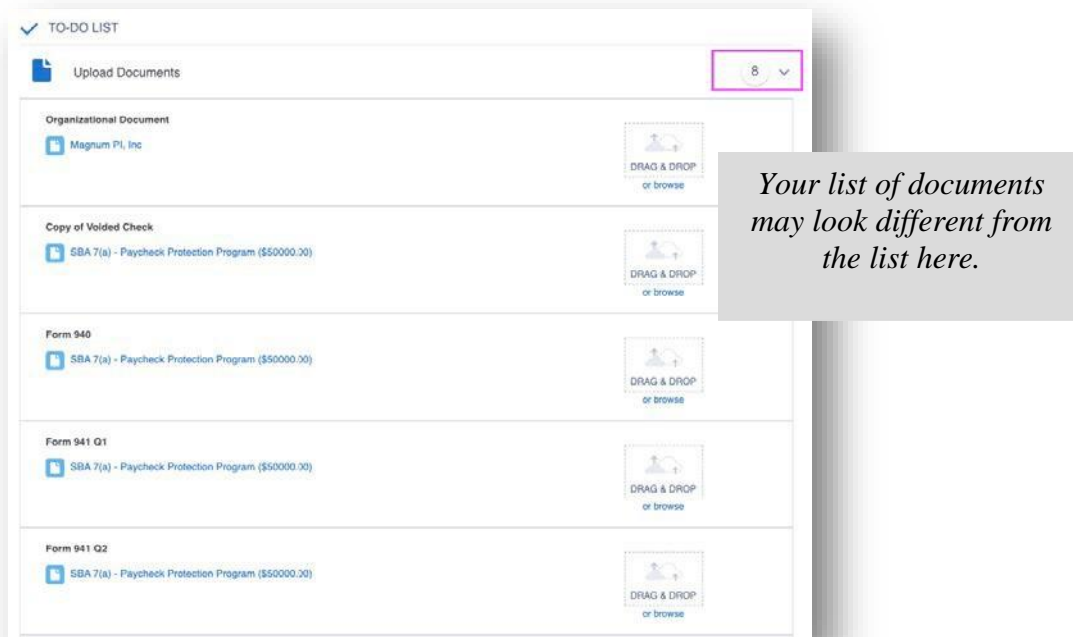 TO-DO LIST
Upload Documents
8
Organizational Document
Magnum PI, Inc
DRAG & DROP
or browse
Your list of documents
may look different from
the list here.
Copy of Voided Check
SBA 7(a) - Paycheck Protection Program ($50000.00)
DRAG & DROP
or browse
Form 940
SBA 7(a) - Paycheck Protection Program ($50000.00)
DRAG & DROP
or browse
Form 941 Q1
SBA 7(a) - Paycheck Protection Program ($50000.00)
DRAG & DROP
or browse
Form 941 Q2
SBA 7(a) - Paycheck Protection Program ($50000.00)
DRAG & DROP
or browse